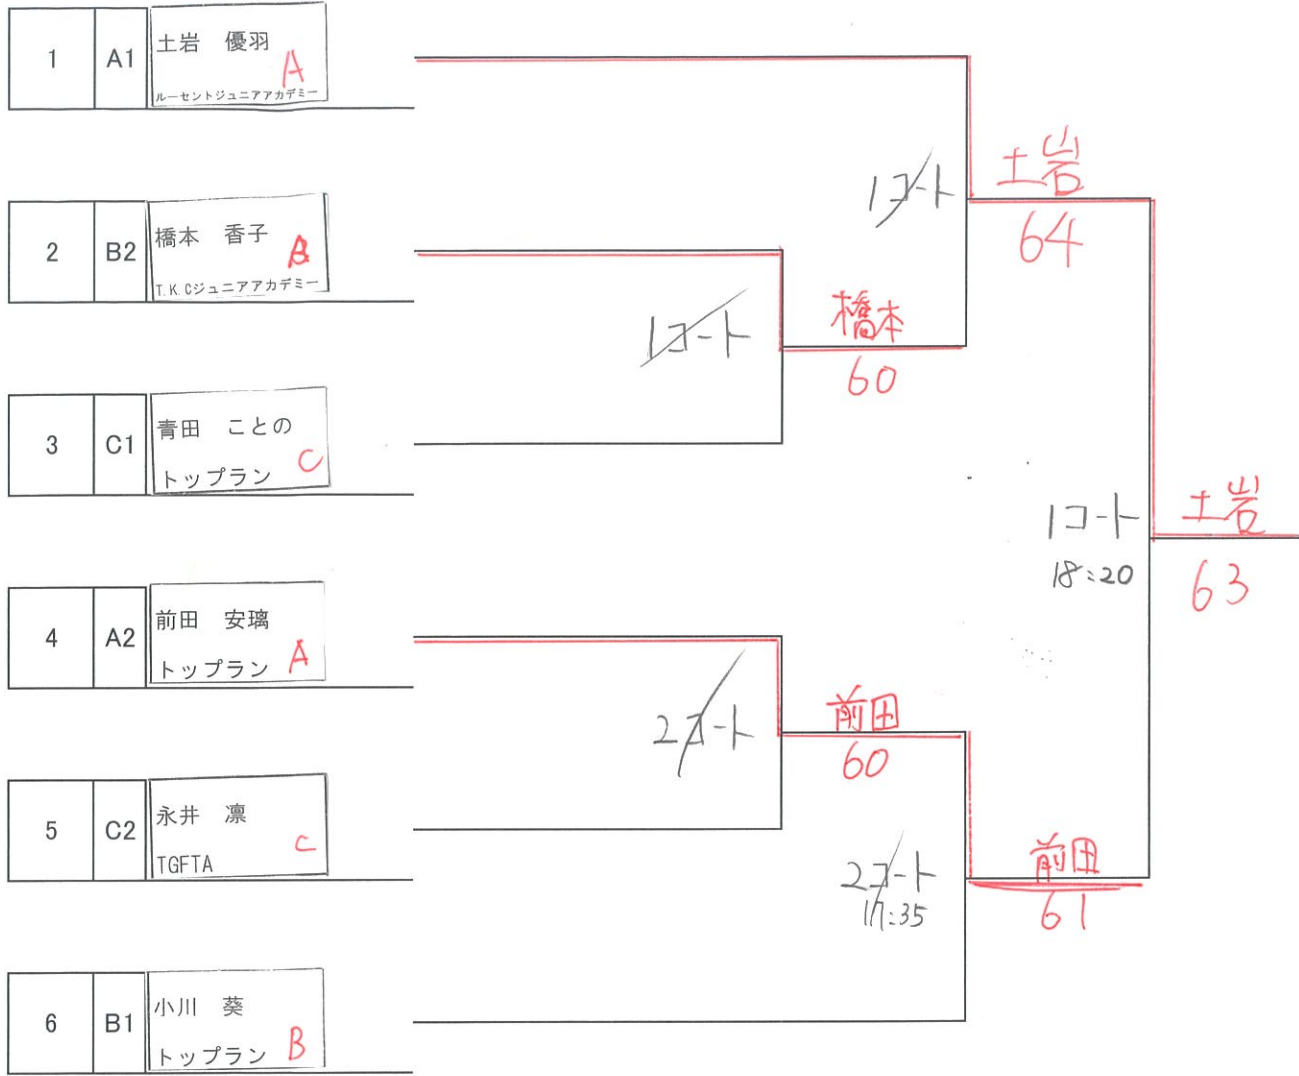 1 A1 土岩 優羽 A
ルーセントジュニアアカデミー
土岩
1コート
64
2 B2 橋本 香子 B
T.K.Cジュニアアカデミー
橋本
1コート
60
3 C1 青田 ことの
トップラン C
土岩
1コート
18:20
63
4 A2 前田 安璃
トップラン A
前田
2コート
60
5 C2 永井 凛
TGFTA C
前田
2コート
17:35
61
6 B1 小川 葵
トップラン B